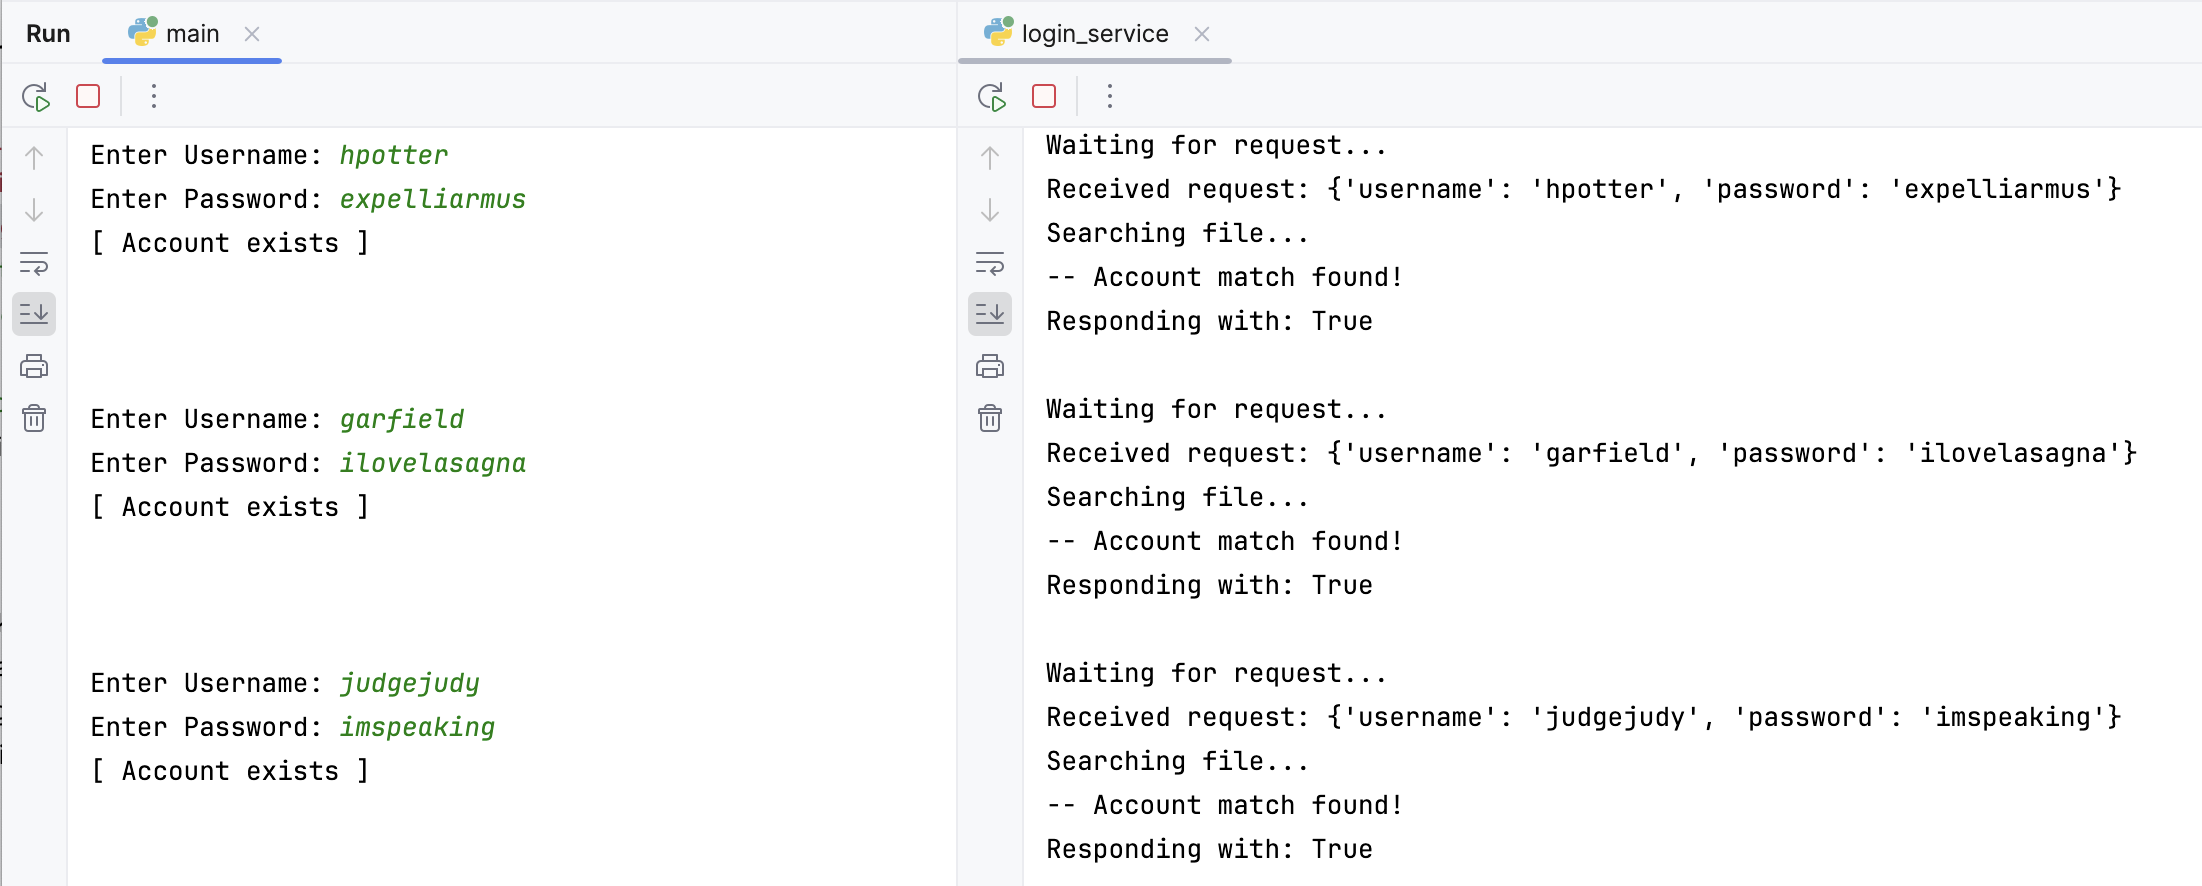 Run
main
Enter Username: hpotter
Enter Password: expelliarmus
[ Account exists ]
Enter Username: garfield
Enter Password: ilovelasagna
[ Account exists ]
Enter Username: judgejudy
Enter Password: imspeaking
[ Account exists ]
login_service
Waiting for request...
Received request: {'username': 'hpotter', 'password': 'expelliarmus'}
Searching file...
-- Account match found!
Responding with: True
Waiting for request...
Received request: {'username': 'garfield', 'password': 'ilovelasagna'}
Searching file...
-- Account match found!
Responding with: True
Waiting for request...
Received request: {'username': 'judgejudy', 'password': 'imspeaking'}
Searching file...
-- Account match found!
Responding with: True